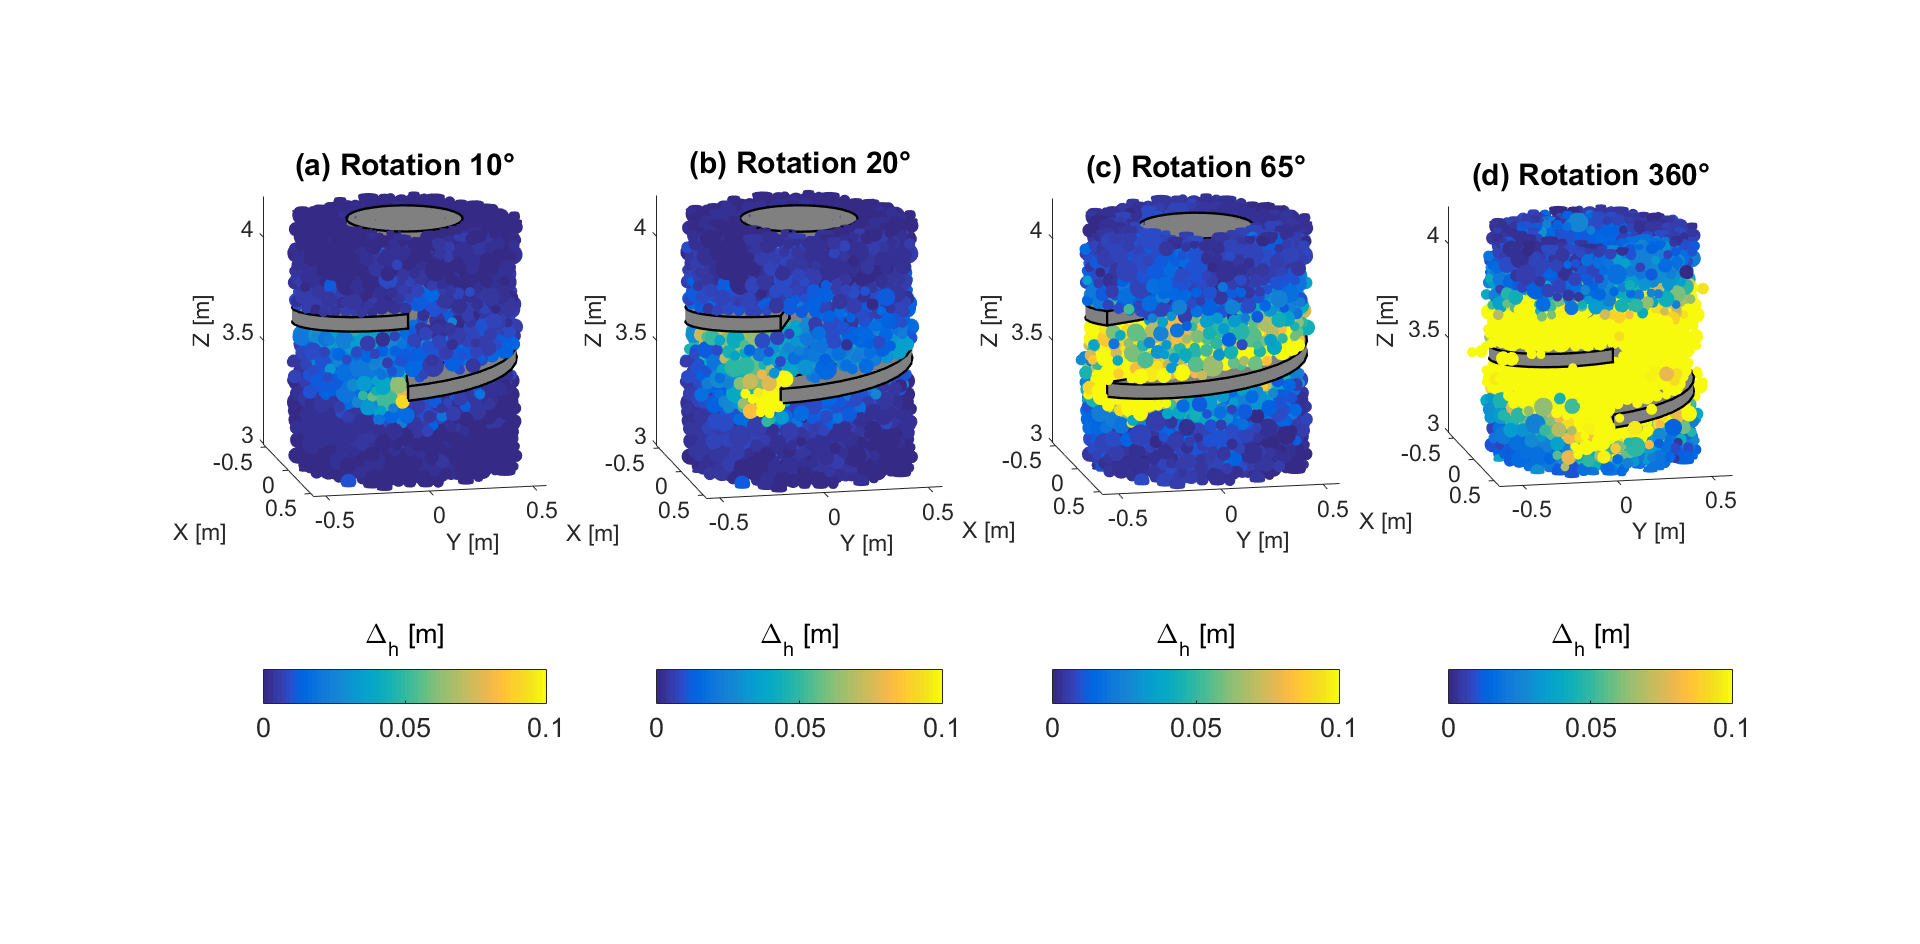 (a) Rotation 10°
(b) Rotation 20°
(c) Rotation 65°
(d) Rotation 360°
4
3.5
3
Z [m]
-0.5
0
0.5
X [m]
-0.5
0
0.5
Y [m]
4
3.5
3
Z [m]
-0.5
0
0.5
X [m]
-0.5
0
0.5
Y [m]
4
3.5
3
Z [m]
-0.5
0
0.5
X [m]
-0.5
0
0.5
Y [m]
4
3.5
3
Z [m]
-0.5
0
0.5
X [m]
-0.5
0
0.5
Y [m]
Δh [m]
0 0.05 0.1
Δh [m]
0 0.05 0.1
Δh [m]
0 0.05 0.1
Δh [m]
0 0.05 0.1